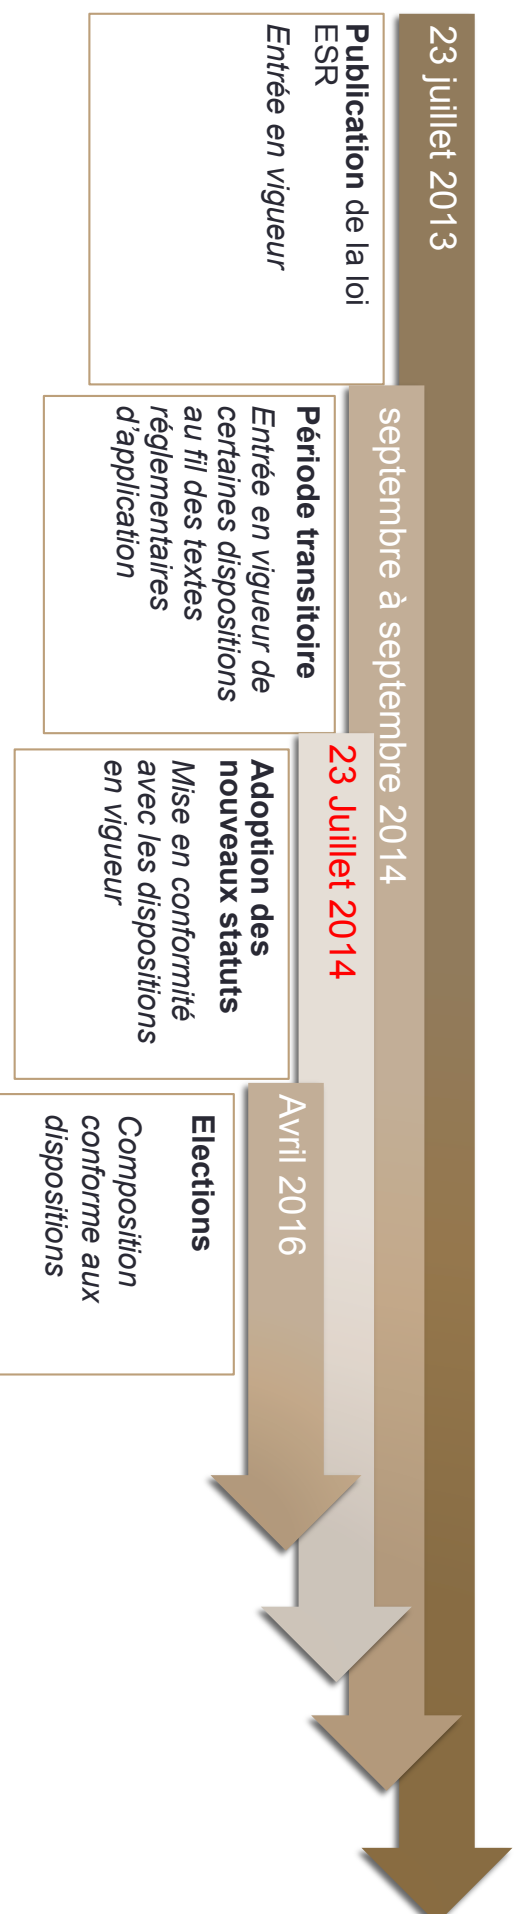 23 juillet 2013
Publication de la loi
ESR
Entrée en vigueur
septembre à septembre 2014
Période transitoire
Entrée en vigueur de
certaines dispositions
au fil des textes
réglementaires
d'application
23 Juillet 2014
Adoption des
nouveaux statuts
Mise en conformité
avec les dispositions
en vigueur
Avril 2016
Elections
Composition
conforme aux
dispositions